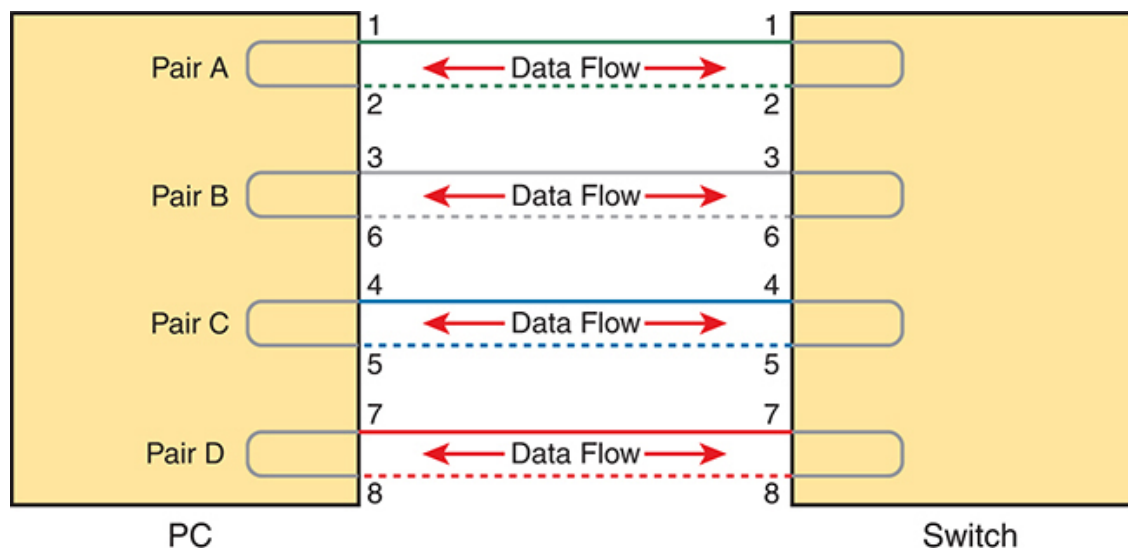 1 1
Pair A Data Flow
2 2
3 3
Pair B Data Flow
6 6
4 4
Pair C Data Flow
5 5
7 7
Pair D Data Flow
8 8
PC Switch